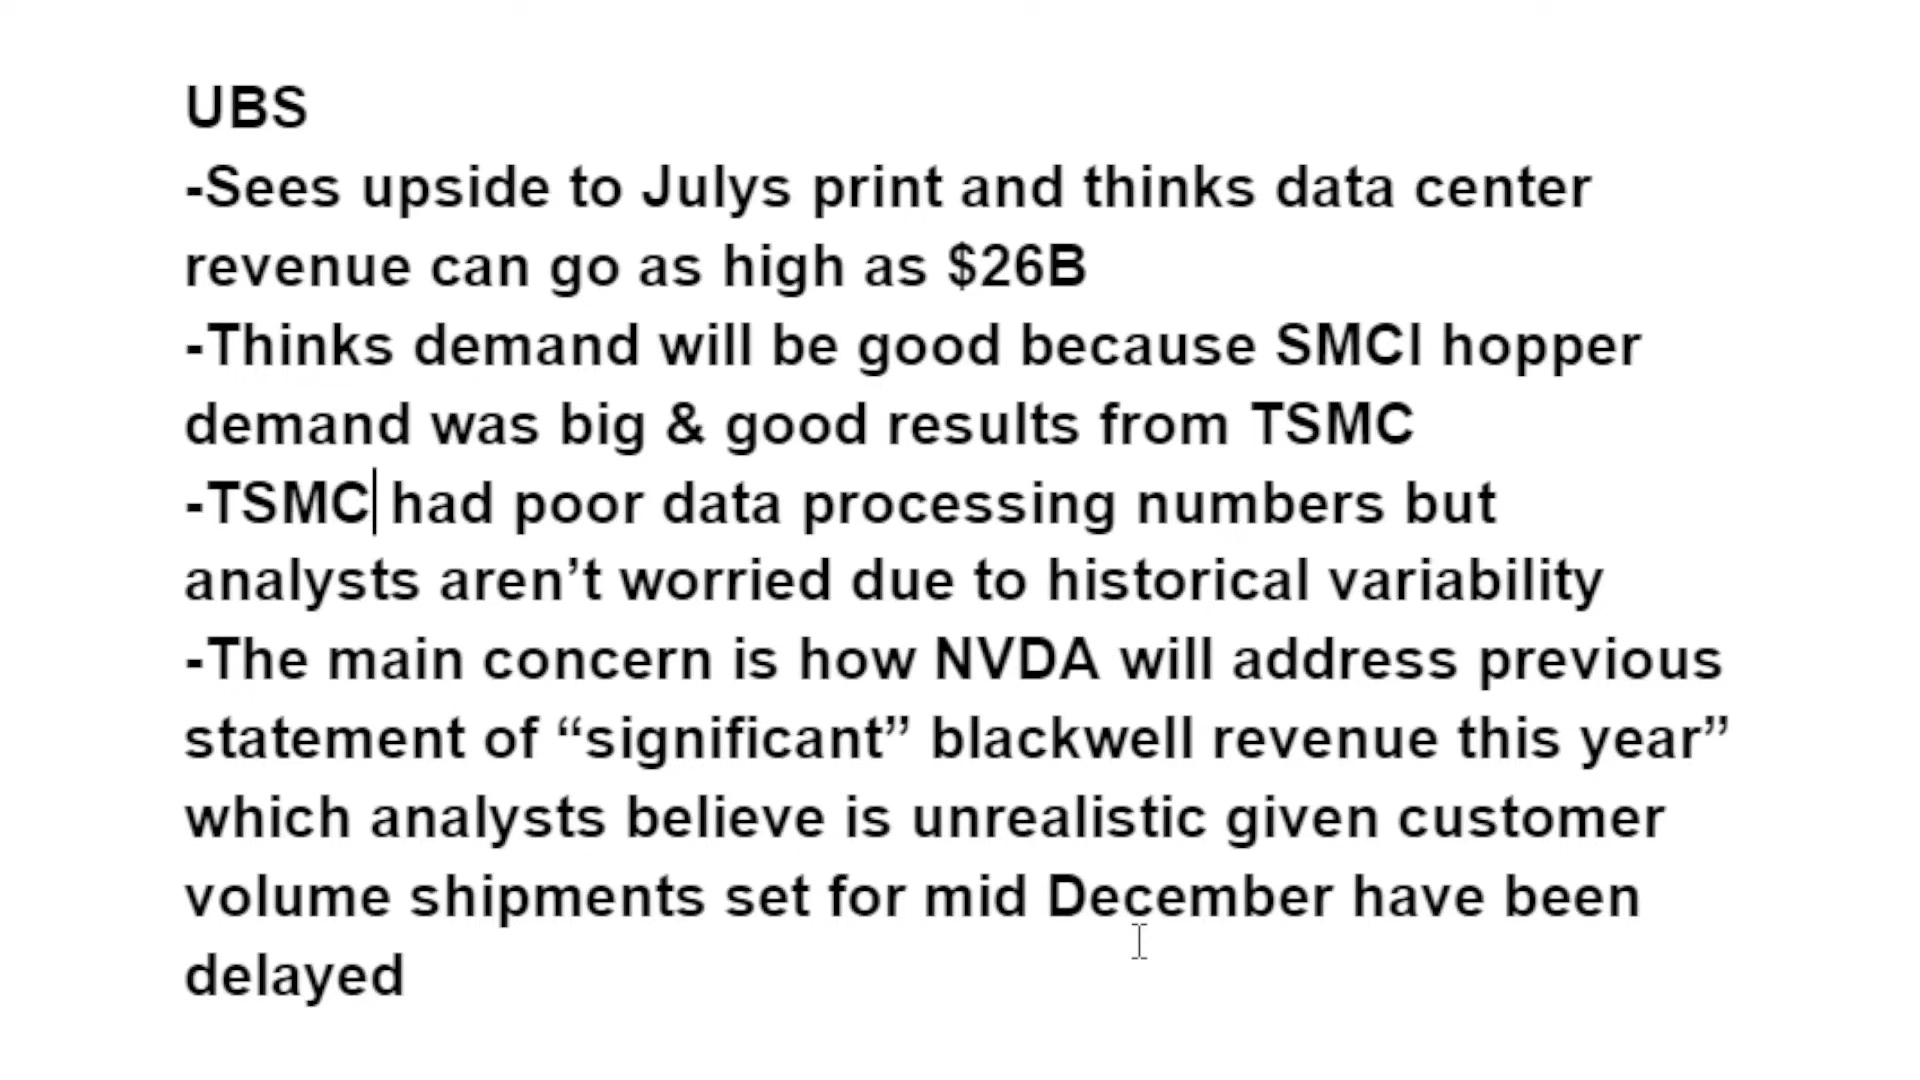 UBS
-Sees upside to Julys print and thinks data center
revenue can go as high as $26B
-Thinks demand will be good because SMCI hopper
demand was big & good results from TSMC
-TSMC had poor data processing numbers but
analysts aren’t worried due to historical variability
-The main concern is how NVDA will address previous
statement of “significant” blackwell revenue this year”
which analysts believe is unrealistic given customer
volume shipments set for mid December have been
delayed